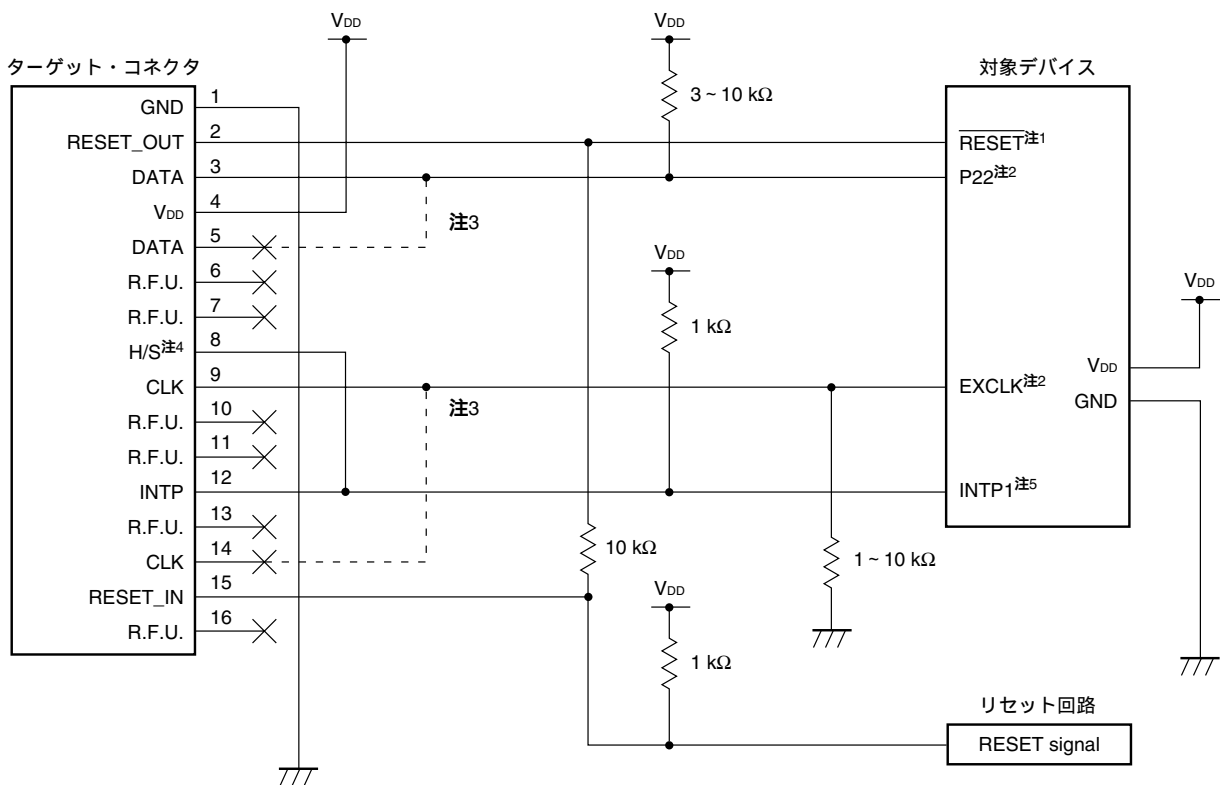 VDD
VDD
ターゲット・コネクタ
対象デバイス
GND
1
3 ~ 10 kΩ
RESET_OUT
2
RESET注1
DATA
3
P22注2
VDD
4
注3
DATA
5
VDD
R.F.U.
6
VDD
R.F.U.
7
1 kΩ
H/S注4
8
VDD
CLK
9
EXCLK注2
注3
GND
R.F.U.
10
R.F.U.
11
INTP
12
INTP1注5
R.F.U.
13
10 kΩ
1 ~ 10 kΩ
CLK
14
RESET_IN
15
VDD
R.F.U.
16
1 kΩ
リセット回路
RESET signal